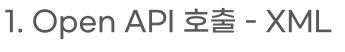 1. Open API 호출 - XML